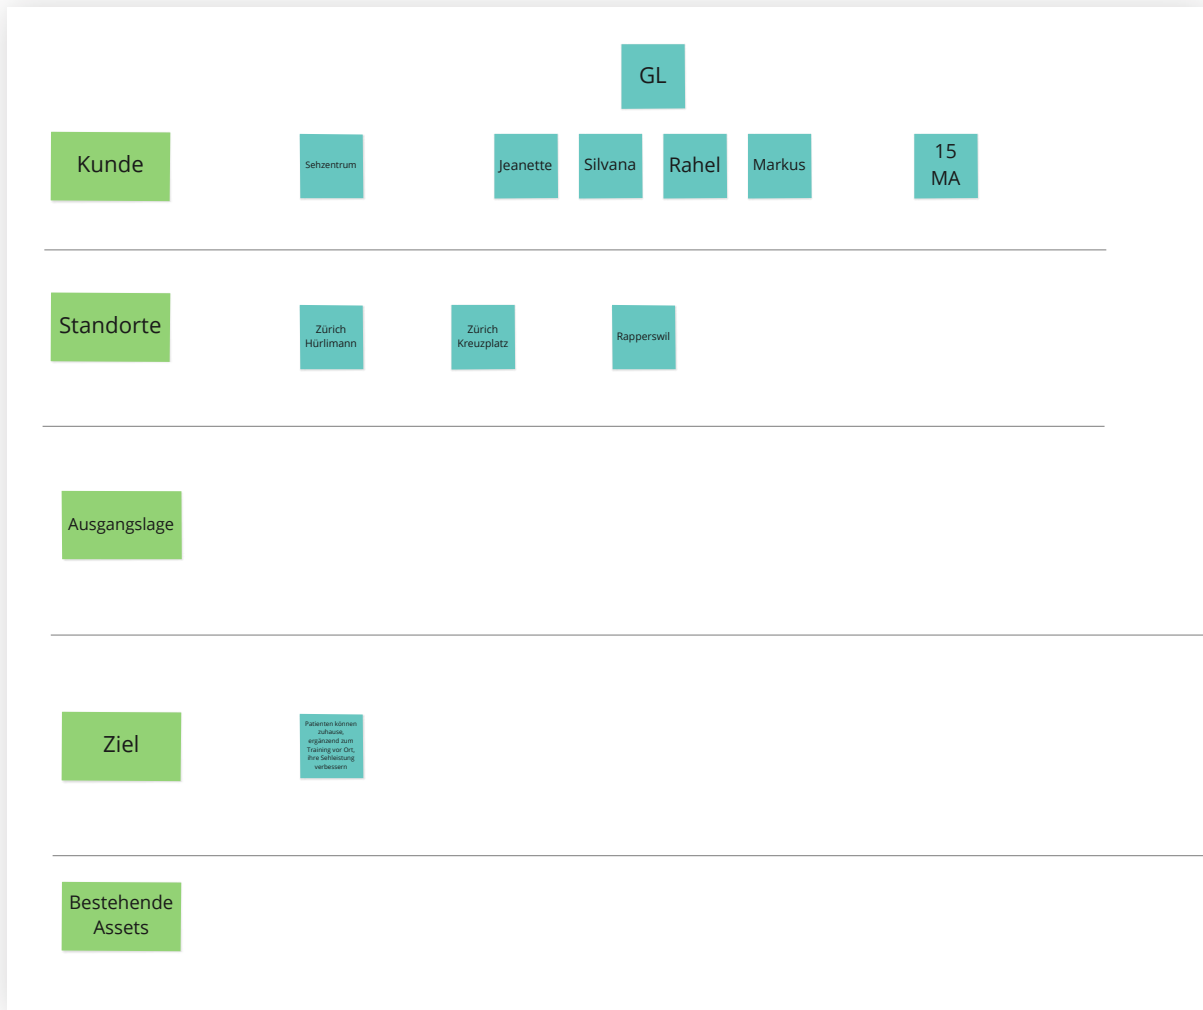 GL
Kunde
Sehzentrum
Jeanette
Silvana
Rahel
Markus
15
MA
Standorte
Zürich
Hürlimann
Zürich
Kreuzplatz
Rapperswil
Ausgangslage
Ziel
Patienten können
zuhause,
ergänzend zum
Training vor Ort,
ihre Sehleistung
verbessern
Bestehende
Assets